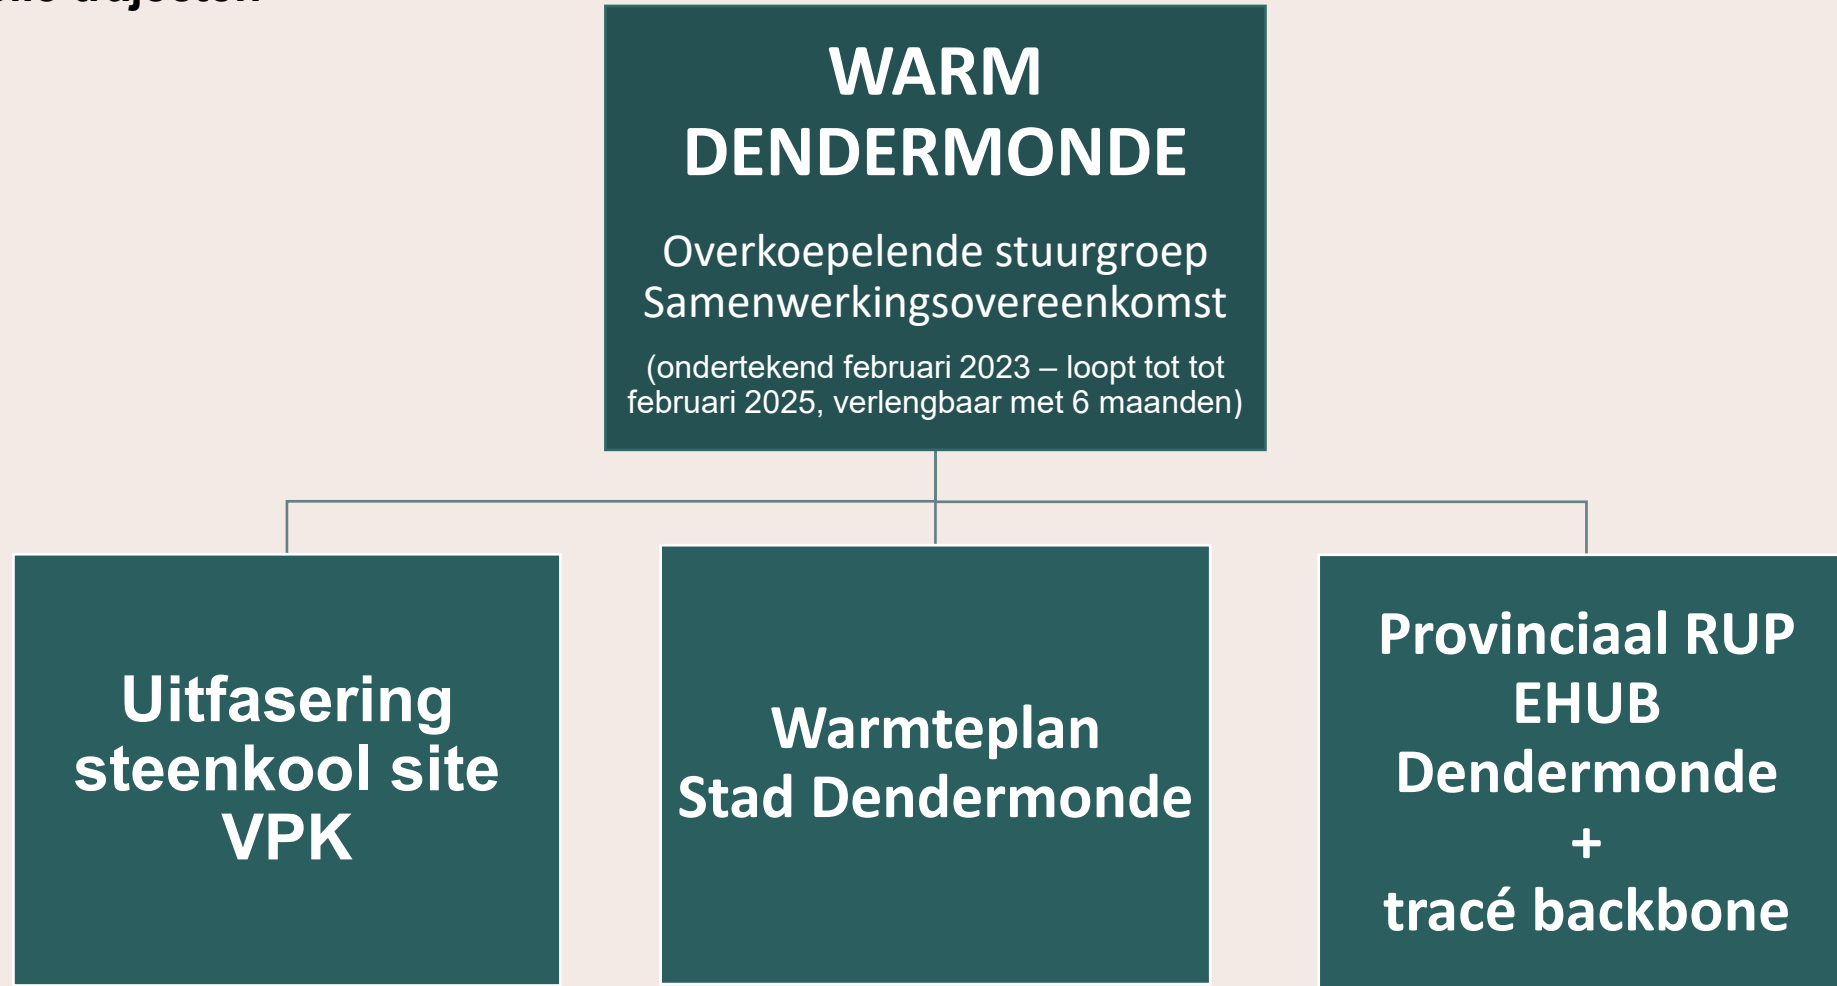 trajecten
WARM
DENDERMONDE
Overkoepelende stuurgroep
Samenwerkingsovereenkomst
(ondertekend februari 2023 – loopt tot tot
februari 2025, verlengbaar met 6 maanden)
Uitfasering
steenkool site
VPK
Warmteplan
Stad Dendermonde
Provinciaal RUP
EHUB
Dendermonde
+
tracé backbone